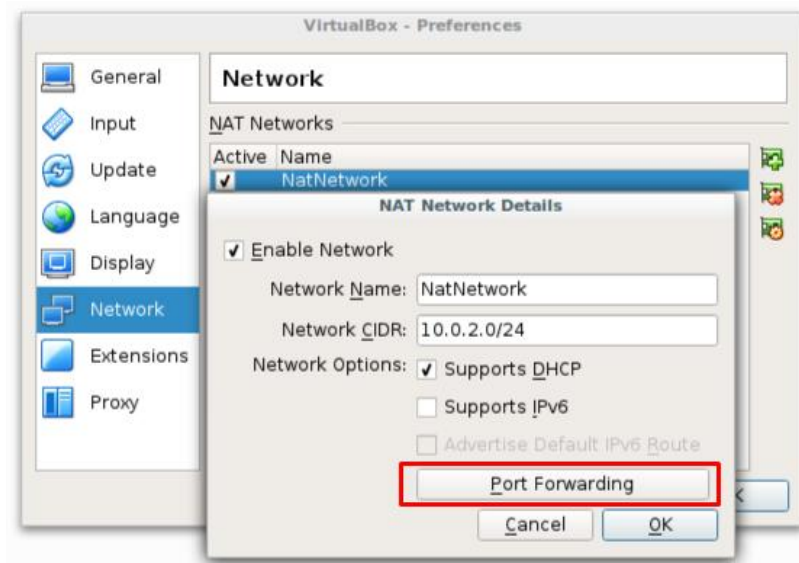 VirtualBox - Preferences
General
Input
Update
Language
Display
Network
Extensions
Proxy
Network
NAT Networks
Active Name
NatNetwork
NAT Network Details
Enable Network
Network Name: NatNetwork
Network CIDR: 10.0.2.0/24
Network Options: Supports DHCP
Supports IPv6
Advertise Default IPv6 Route
Port Forwarding
Cancel OK